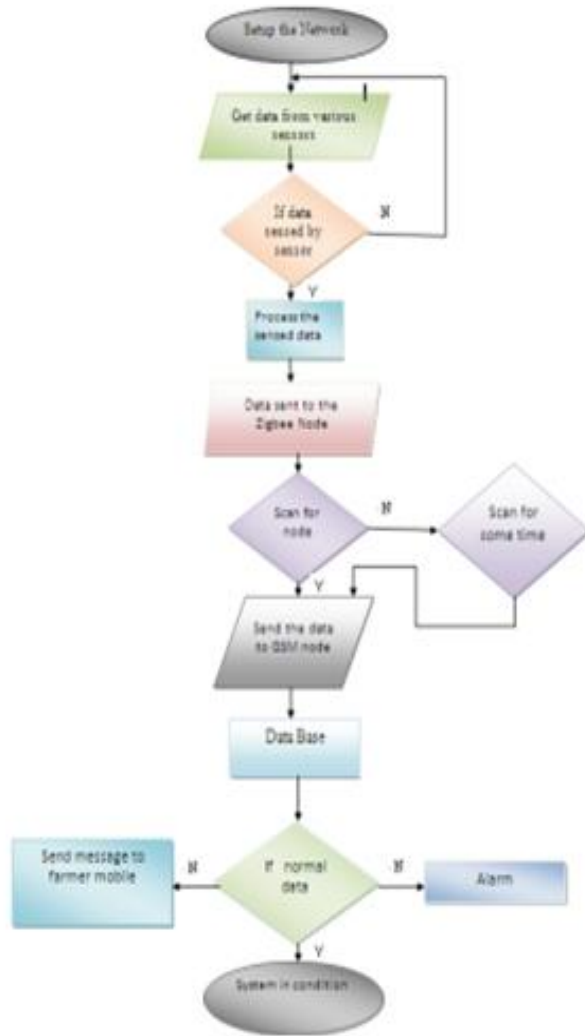 Setup the Network
Get data from various
sensors
If data
sensed by
senser
N
Y
Process the
sensed data
Data sent to the
Zigbee Node
Scan for
node
N
Scan for
some time
Y
Send the data
to GSM node
Data Base
Send message to
farmer mobile
N
If normal
data
N
Alarm
Y
System in condition